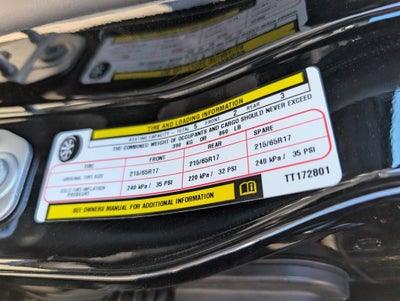 TIRE AND LOADING INFORMATION
SEATING CAPACITY - TOTAL 5 FRONT 2 REAR 3
THE COMBINED WEIGHT OF OCCUPANTS AND CARGO SHOULD NEVER EXCEED
390 KG OR 860 LB
TIRE FRONT REAR SPARE
ORIGINAL TIRE SIZE 215/65R17 215/65R17 215/65R17
COLD TIRE INFLATION PRESSURE 240 kPa / 35 PSI 220 kPa / 32 PSI 240 kPa / 35 PSI
SEE OWNERS MANUAL FOR ADDITIONAL INFORMATION
TT172801